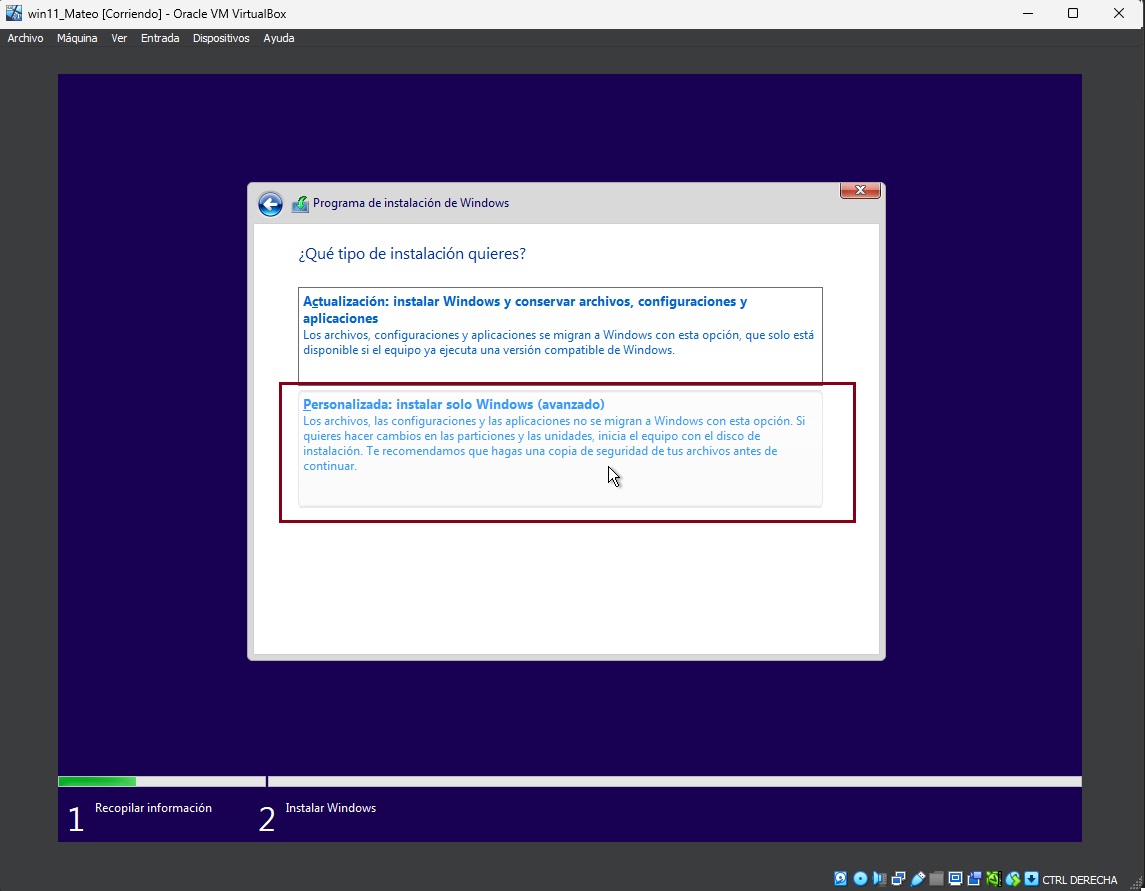 win11_Mateo [Corriendo] - Oracle VM VirtualBox
Archivo Máquina Ver Entrada Dispositivos Ayuda
Programa de instalación de Windows
¿Qué tipo de instalación quieres?
Actualización: instalar Windows y conservar archivos, configuraciones y
aplicaciones
Los archivos, configuraciones y aplicaciones se migran a Windows con esta opción, que solo está
disponible si el equipo ya ejecuta una versión compatible de Windows.
Personalizada: instalar solo Windows (avanzado)
Los archivos, las configuraciones y las aplicaciones no se migran a Windows con esta opción. Si
quieres hacer cambios en las particiones y las unidades, inicia el equipo con el disco de
instalación. Te recomendamos que hagas una copia de seguridad de tus archivos antes de
continuar.
1 Recopilar información 2 Instalar Windows
CTRL DERECHA